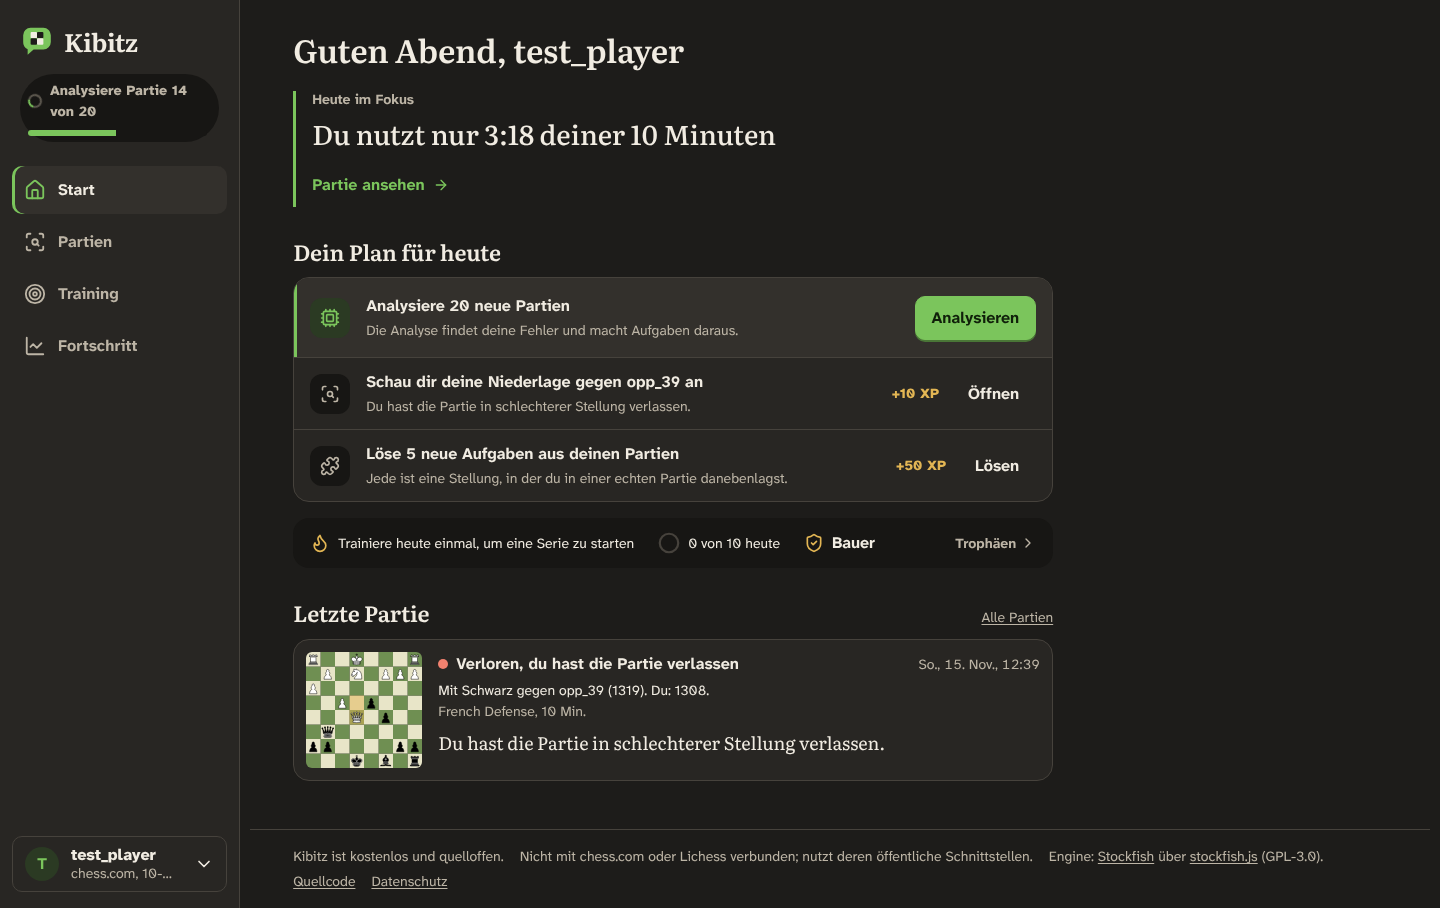 Kibitz
Analysiere Partie 14
von 20
Start
Partien
Training
Fortschritt
T
test_player
chess.com, 10-...
Guten Abend, test_player
Heute im Fokus
Du nutzt nur 3:18 deiner 10 Minuten
Partie ansehen
Dein Plan für heute
Analysiere 20 neue Partien
Die Analyse findet deine Fehler und macht Aufgaben daraus.
Analysieren
Schau dir deine Niederlage gegen opp_39 an
Du hast die Partie in schlechterer Stellung verlassen.
+10 XP
Öffnen
Löse 5 neue Aufgaben aus deinen Partien
Jede ist eine Stellung, in der du in einer echten Partie danebenlagst.
+50 XP
Lösen
Trainiere heute einmal, um eine Serie zu starten
0 von 10 heute
Bauer
Trophäen
Letzte Partie
Alle Partien
Verloren, du hast die Partie verlassen
So., 15. Nov., 12:39
Mit Schwarz gegen opp_39 (1319). Du: 1308.
French Defense, 10 Min.
Du hast die Partie in schlechterer Stellung verlassen.
Kibitz ist kostenlos und quelloffen. Nicht mit chess.com oder Lichess verbunden; nutzt deren öffentliche Schnittstellen. Engine: Stockfish über stockfish.js (GPL-3.0).
Quellcode Datenschutz